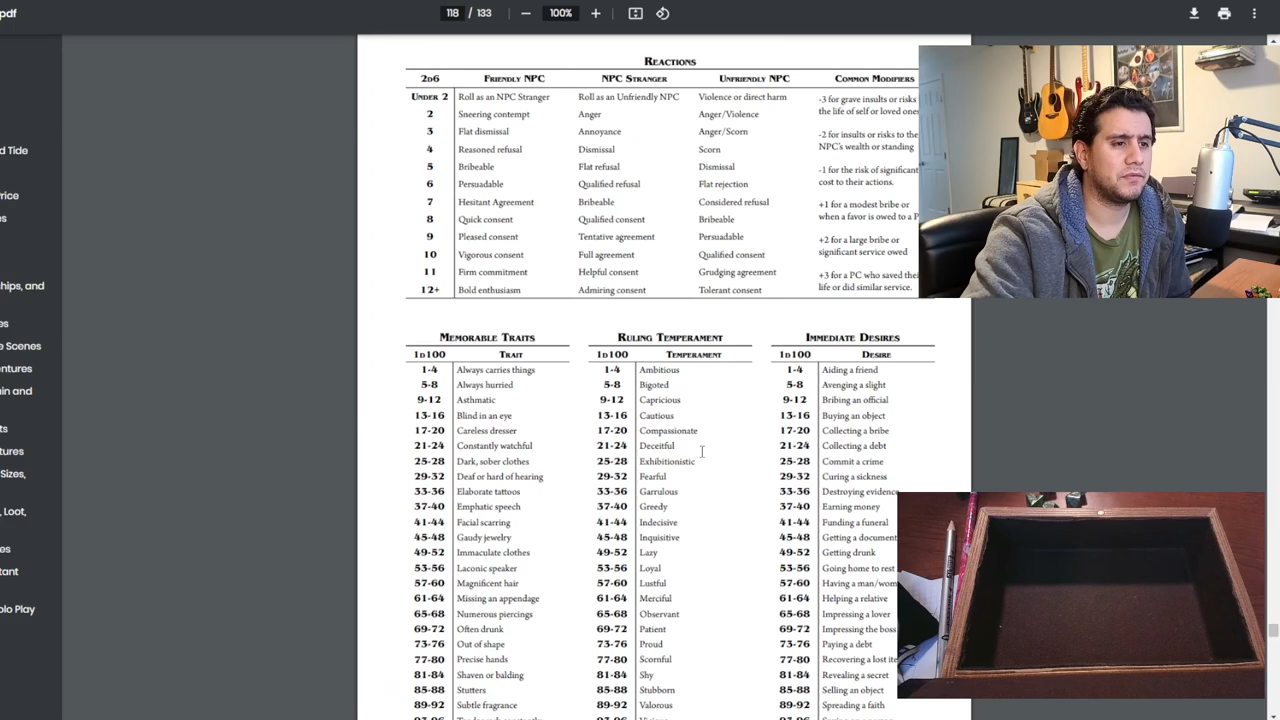 pdf
118 / 133
100%
REACTIONS
2D6 FRIENDLY NPC NPC STRANGER UNFRIENDLY NPC COMMON MODIFIERS
UNDER 2 Roll as an NPC Stranger Roll as an Unfriendly NPC Violence or direct harm
2 Sneering contempt Anger Anger/Violence
3 Flat dismissal Annoyance Anger/Scorn
4 Reasoned refusal Dismissal Scorn
5 Bribeable Flat refusal Dismissal
6 Persuadable Qualified refusal Flat rejection
7 Hesitant Agreement Bribeable Considered refusal
8 Quick consent Qualified consent Bribeable
9 Pleased consent Tentative agreement Persuadable
10 Vigorous consent Full agreement Qualified consent
11 Firm commitment Helpful consent Grudging agreement
12+ Bold enthusiasm Admiring consent Tolerant consent
-3 for grave insults or risks
the life of self or loved ones
-2 for insults or risks to the
NPC's wealth or standing
-1 for the risk of significant
cost to their actions.
+1 for a modest bribe or
when a favor is owed to a P
+2 for a large bribe or
significant service owed
+3 for a PC who saved thei
life or did similar service.
MEMORABLE TRAITS RULING TEMPERAMENT IMMEDIATE DESIRES
1D100 TRAIT 1D100 TEMPERAMENT 1D100 DESIRE
1-4 Always carries things 1-4 Ambitious 1-4 Aiding a friend
5-8 Always hurried 5-8 Bigoted 5-8 Avenging a slight
9-12 Asthmatic 9-12 Capricious 9-12 Bribing an official
13-16 Blind in an eye 13-16 Cautious 13-16 Buying an object
17-20 Careless dresser 17-20 Compassionate 17-20 Collecting a bribe
21-24 Constantly watchful 21-24 Deceitful 21-24 Collecting a debt
25-28 Dark, sober clothes 25-28 Exhibitionistic 25-28 Commit a crime
29-32 Deaf or hard of hearing 29-32 Fearful 29-32 Curing a sickness
33-36 Elaborate tattoos 33-36 Garrulous 33-36 Destroying evidence
37-40 Emphatic speech 37-40 Greedy 37-40 Earning money
41-44 Facial scarring 41-44 Indecisive 41-44 Funding a funeral
45-48 Gaudy jewelry 45-48 Inquisitive 45-48 Getting a document
49-52 Immaculate clothes 49-52 Lazy 49-52 Getting drunk
53-56 Laconic speaker 53-56 Loyal 53-56 Going home to rest
57-60 Magnificent hair 57-60 Lustful 57-60 Having a man/wom
61-64 Missing an appendage 61-64 Merciful 61-64 Helping a relative
65-68 Numerous piercings 65-68 Observant 65-68 Impressing a lover
69-72 Often drunk 69-72 Patient 69-72 Impressing the boss
73-76 Out of shape 73-76 Proud 73-76 Paying a debt
77-80 Precise hands 77-80 Scornful 77-80 Recovering a lost ite
81-84 Shaven or balding 81-84 Shy 81-84 Revealing a secret
85-88 Stutters 85-88 Stubborn 85-88 Selling an object
89-92 Subtle fragrance 89-92 Valorous 89-92 Spreading a faith
d Tide
rice
es
ships, and
es
e Scenes
entures
ain and
ts
tures
Sizes,
Loot,
es
tant
olo Play